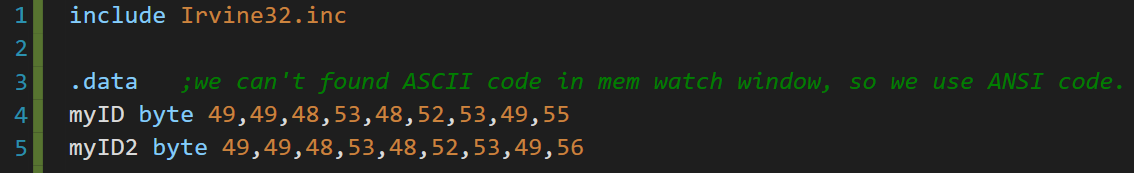 1 include Irvine32.inc
2
3 .data ;we can't found ASCII code in mem watch window, so we use ANSI code.
4 myID byte 49,49,48,53,48,52,53,49,55
5 myID2 byte 49,49,48,53,48,52,53,49,56